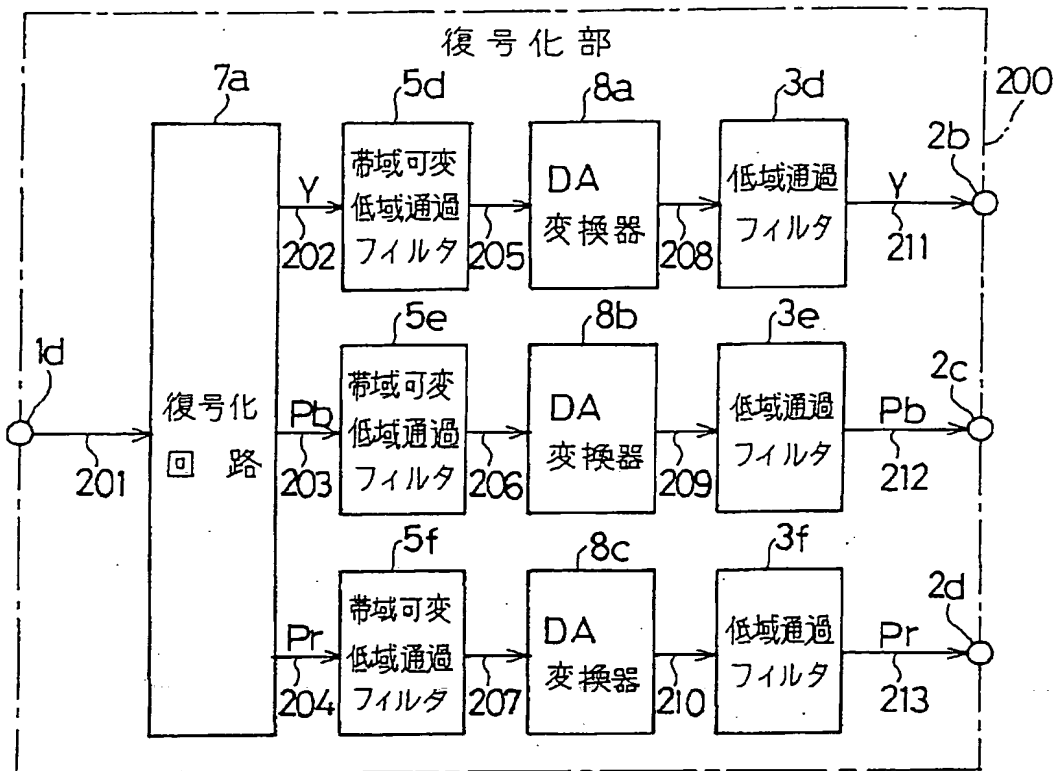 復号化部
200
7a
5d
8a
3d
2b
帯域可変
低域通過
フィルタ
DA
変換器
低域通過
フィルタ
Y
202
205
208
Y
211
1d
201
復号化
回路
5e
8b
3e
2c
帯域可変
低域通過
フィルタ
DA
変換器
低域通過
フィルタ
Pb
203
206
209
Pb
212
5f
8c
3f
2d
帯域可変
低域通過
フィルタ
DA
変換器
低域通過
フィルタ
Pr
204
207
210
Pr
213